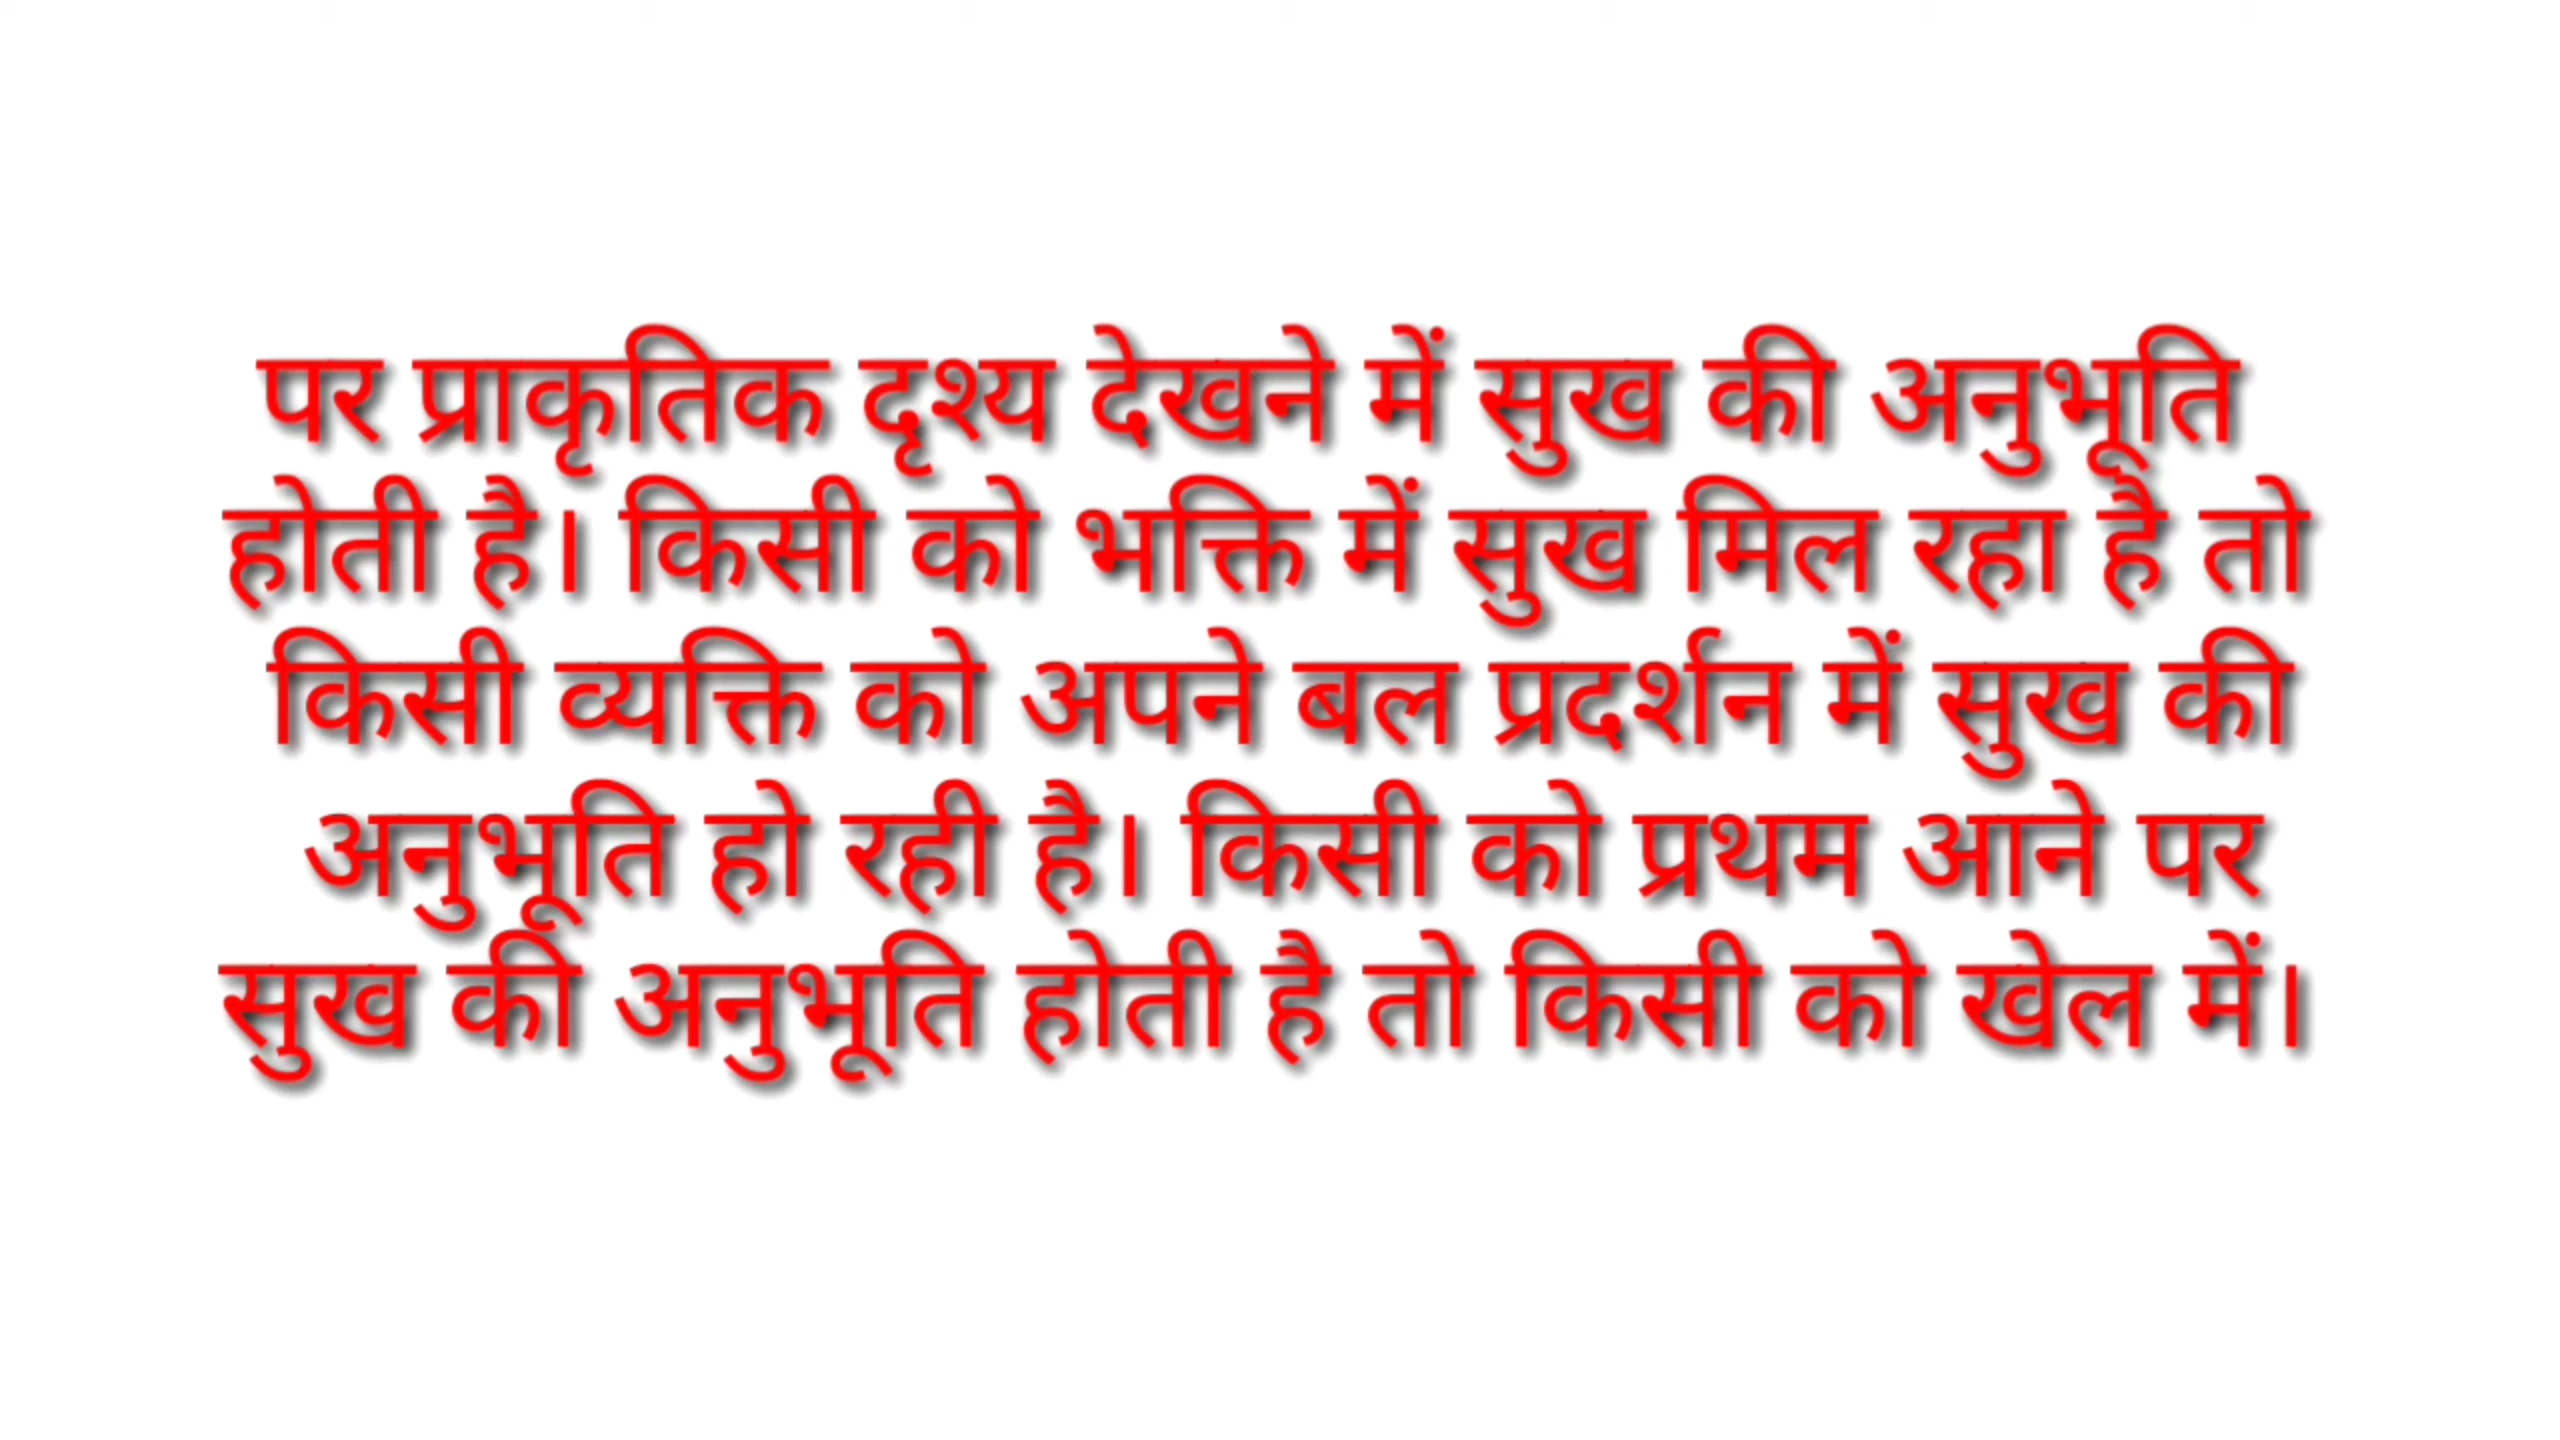 पर प्राकृतिक दृश्य देखने में सुख की अनुभूति
होती है। किसी को भक्ति में सुख मिल रहा है तो
किसी व्यक्ति को अपने बल प्रदर्शन में सुख की
अनुभूति हो रही है। किसी को प्रथम आने पर
सुख की अनुभूति होती है तो किसी को खेल में।